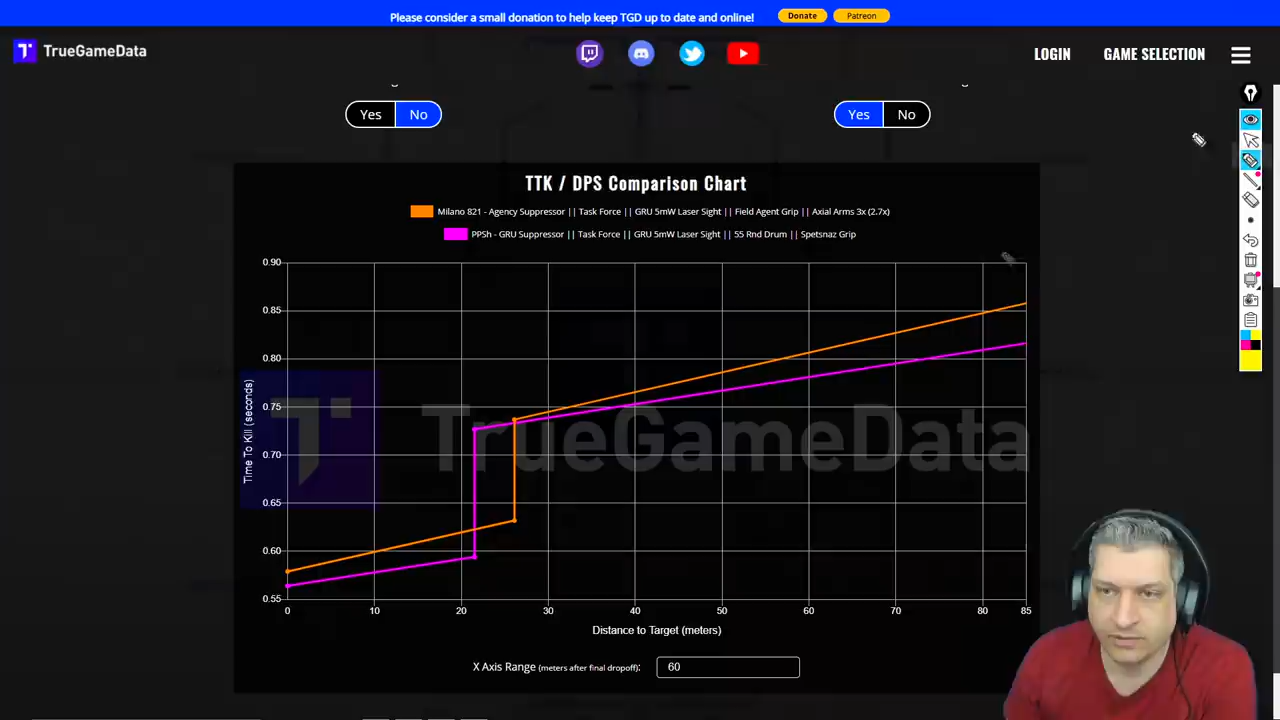 Please consider a small donation to help keep TGD up to date and online!
Donate
Patreon
TrueGameData
LOGIN
GAME SELECTION
Yes
No
Yes
No
TTK / DPS Comparison Chart
Milano 821 - Agency Suppressor || Task Force || GRU 5mW Laser Sight || Field Agent Grip || Axial Arms 3x (2.7x)
PPSh - GRU Suppressor || Task Force || GRU 5mW Laser Sight || 55 Rnd Drum || Spetsnaz Grip
0.90
0.85
0.80
0.75
0.70
0.65
0.60
0.55
Time To Kill (seconds)
TrueGameData
0
10
20
30
40
50
60
70
80
85
Distance to Target (meters)
X Axis Range (meters after final dropoff):
60